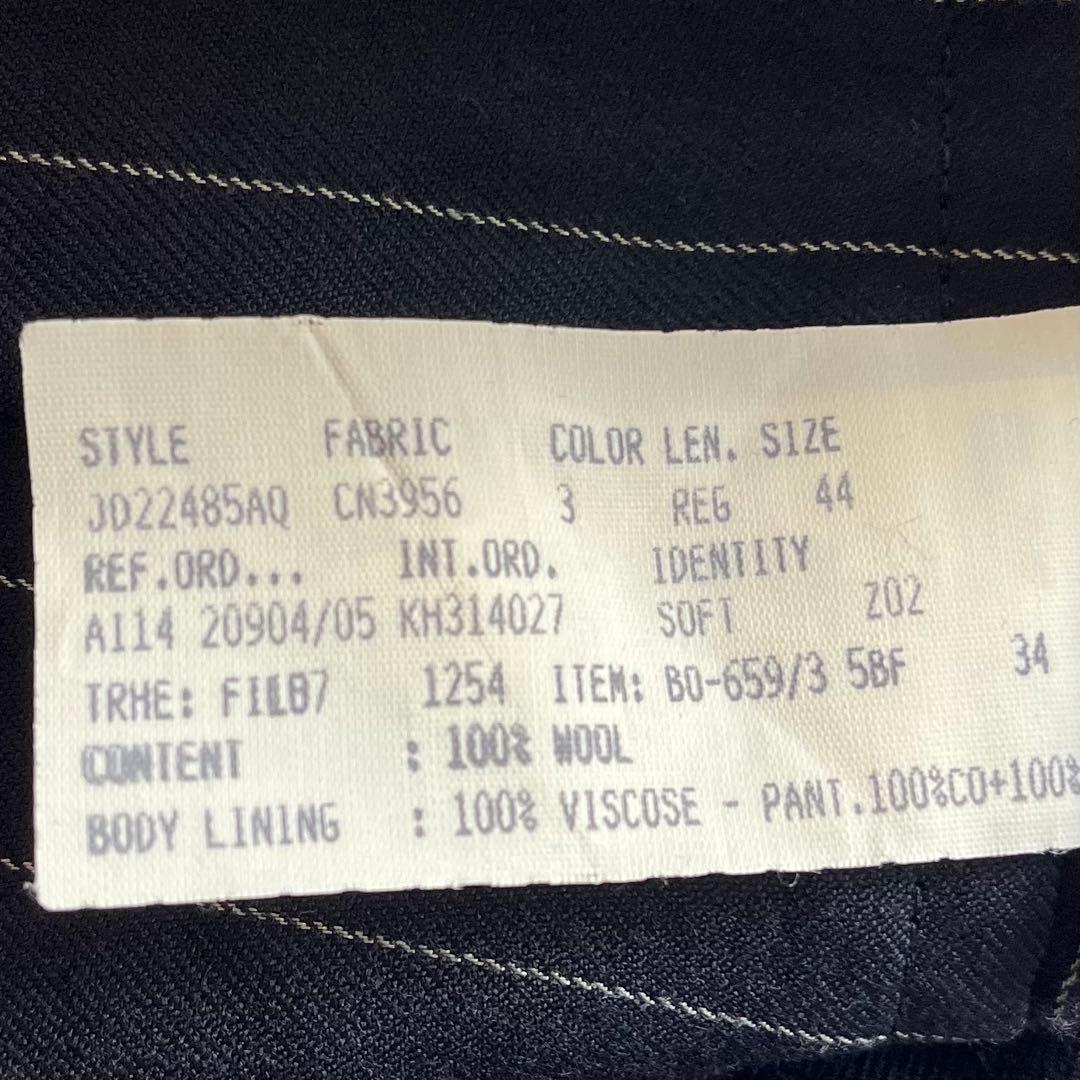 STYLE FABRIC COLOR LEN. SIZE
JD22485AQ CN3956 3 REG 44
REF.ORD... INT.ORD. IDENTITY
A114 20904/05 KH314027 SOFT Z02
TRHE: 1254 ITEM: BO-659/3 5BF 34
CONTENT : 100% WOOL
BODY LINING : 100% VISCOSE - PANT.100%CO+100%